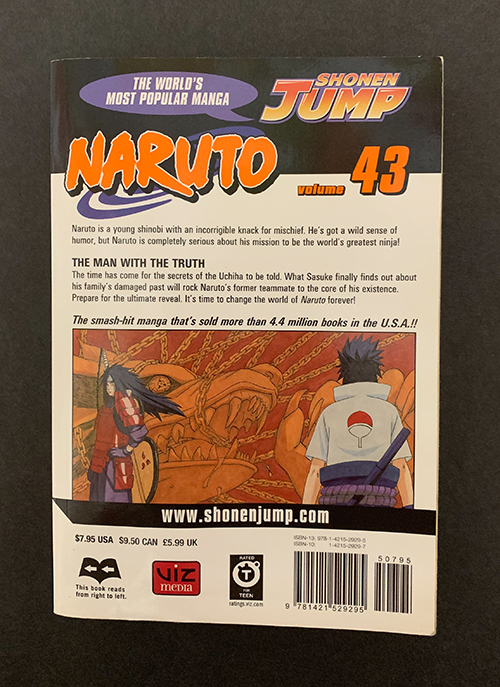 THE WORLD'S
MOST POPULAR MANGA
SHONEN
JUMP
NARUTO
volume 43
Naruto is a young shinobi with an incorrigible knack for mischief. He's got a wild sense of
humor, but Naruto is completely serious about his mission to be the world's greatest ninja!
THE MAN WITH THE TRUTH
The time has come for the secrets of the Uchiha to be told. What Sasuke finally finds out about
his family's damaged past will rock Naruto's former teammate to the core of his existence.
Prepare for the ultimate reveal. It's time to change the world of Naruto forever!
The smash-hit manga that's sold more than 4.4 million books in the U.S.A.!!
www.shonenjump.com
$7.95 USA $9.50 CAN £5.99 UK
ISBN-13: 978-1-4215-2929-5
ISBN-10: 1-4215-2929-7
50795
This book reads
from right to left.
VIZ
MEDIA
RATED
T
FOR
TEEN
ratings.viz.com
9 781421 529295